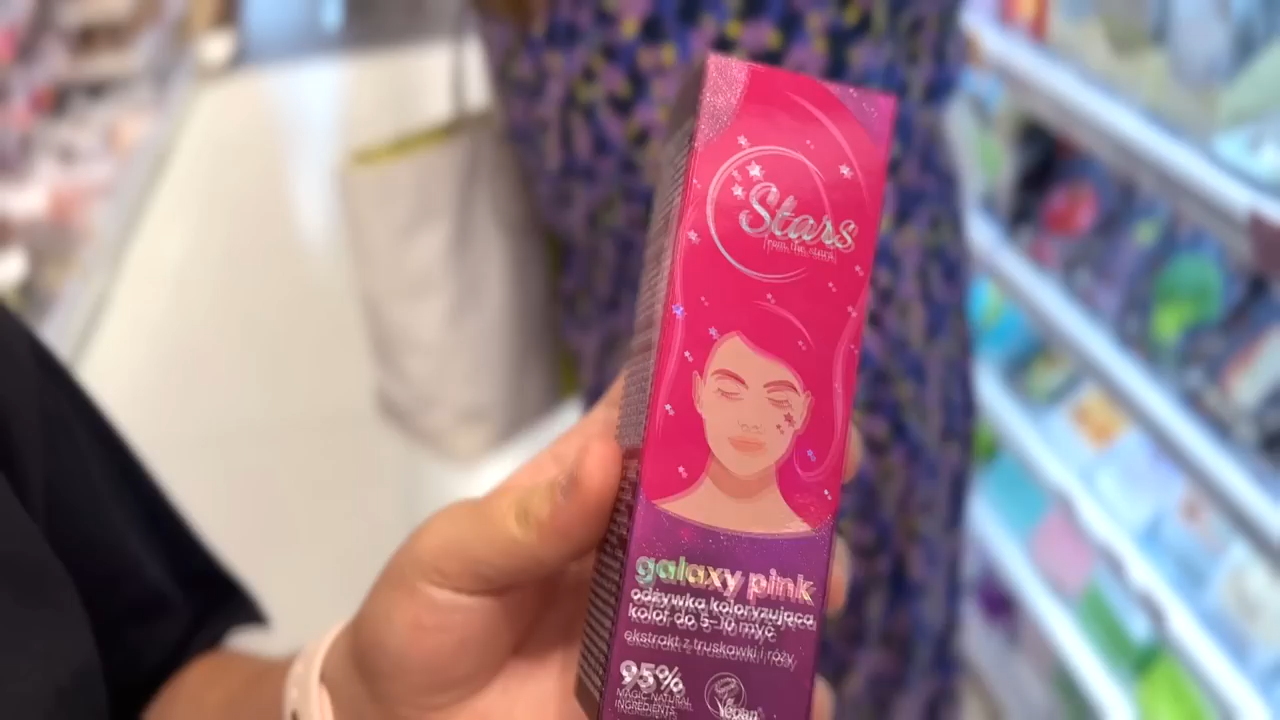 Stars
from the stars
galaxy pink
odżywka koloryzująca
kolor do 5-10 myć
ekstrakt z truskawki i róży
95%
MAGIC NATURAL
INGREDIENTS
Vegan